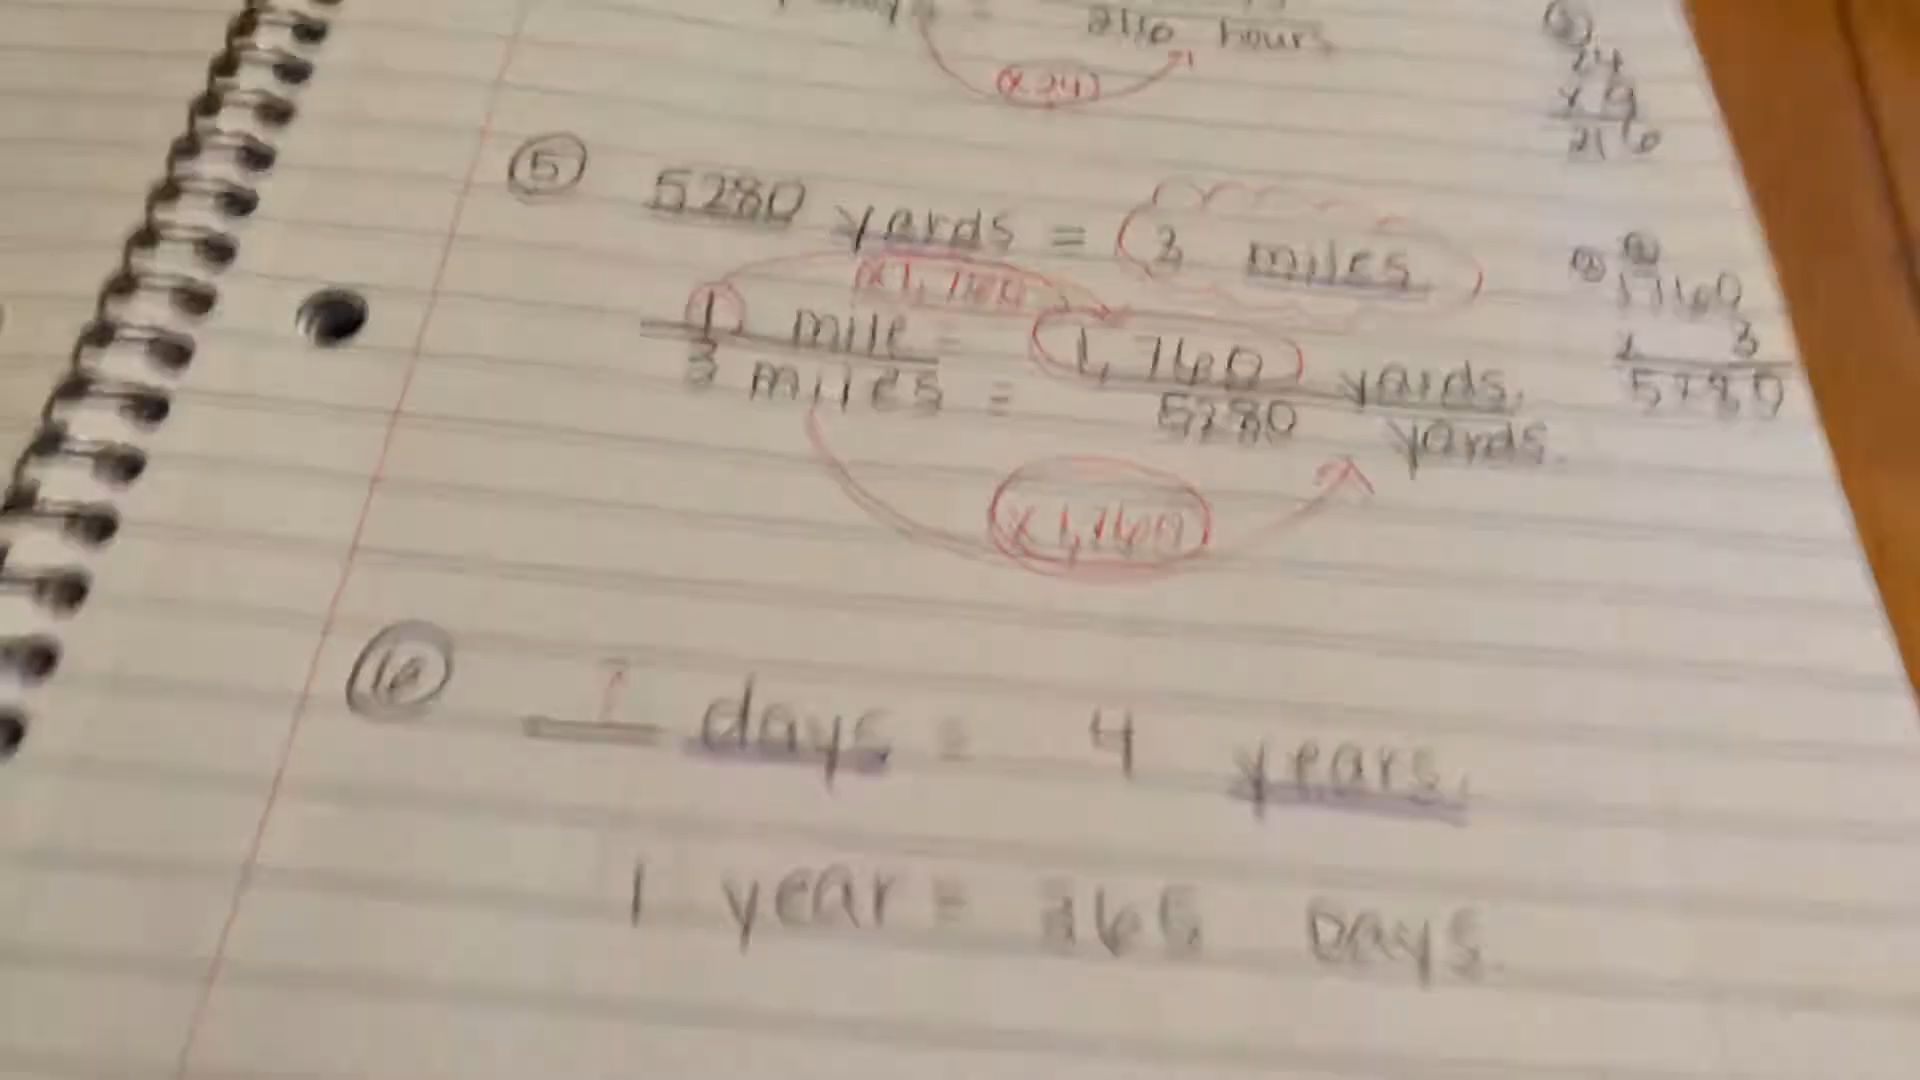 216 hours
(x 24)
24
x 9
216
5 5280 yards = 3 miles
x1,760
1 mile = 1,760 yards.
3 miles = 5280 yards.
x1,760
1760
x 3
5280
6 ? days = 4 years.
1 year = 365 Days.